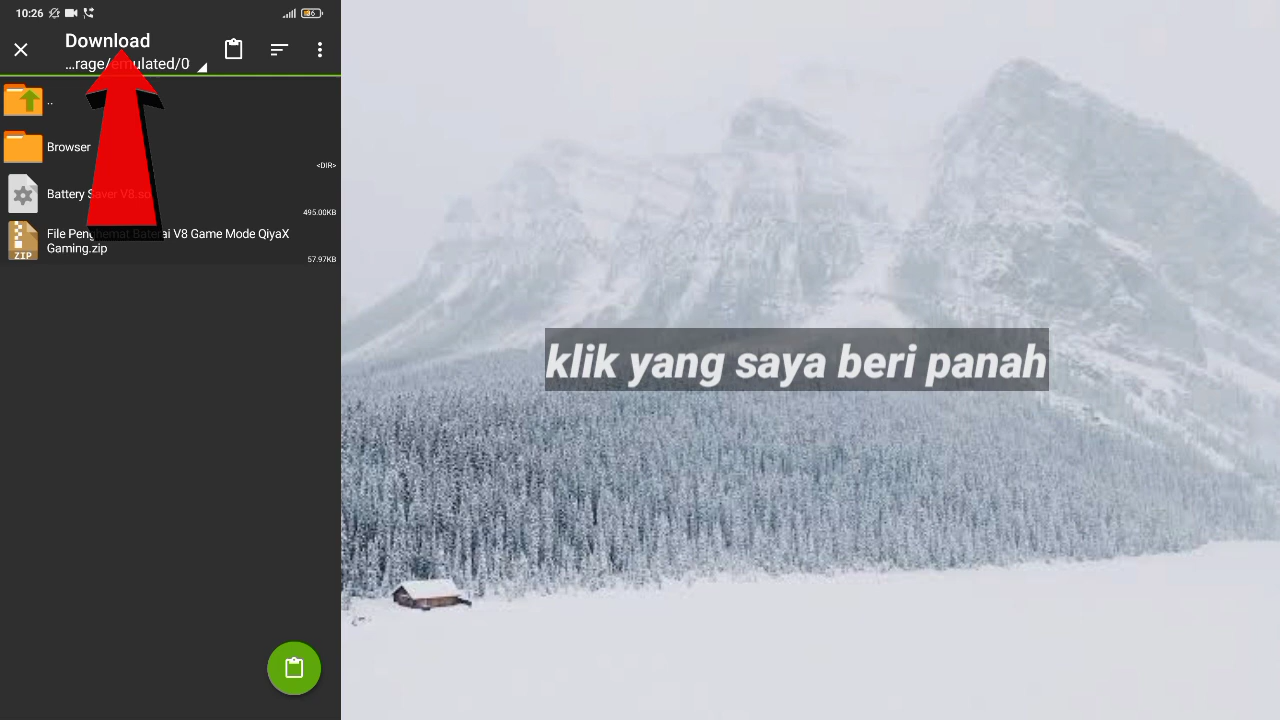 10:26
86
Download
...rage/emulated/0
..
Browser
<DIR>
Battery Saver V8.so
495.00KB
File Penghemat Baterai V8 Game Mode QiyaX
Gaming.zip
ZIP
57.97KB
klik yang saya beri panah